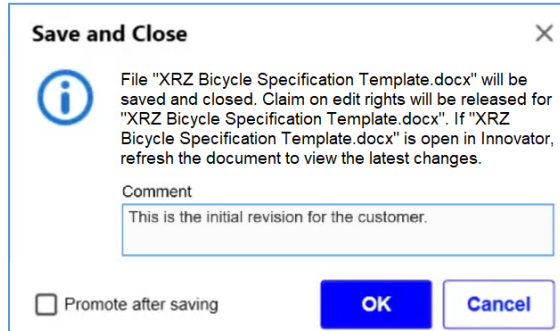 Save and Close
File "XRZ Bicycle Specification Template.docx" will be
saved and closed. Claim on edit rights will be released for
"XRZ Bicycle Specification Template.docx". If "XRZ
Bicycle Specification Template.docx" is open in Innovator,
refresh the document to view the latest changes.
Comment
This is the initial revision for the customer.
Promote after saving
OK
Cancel